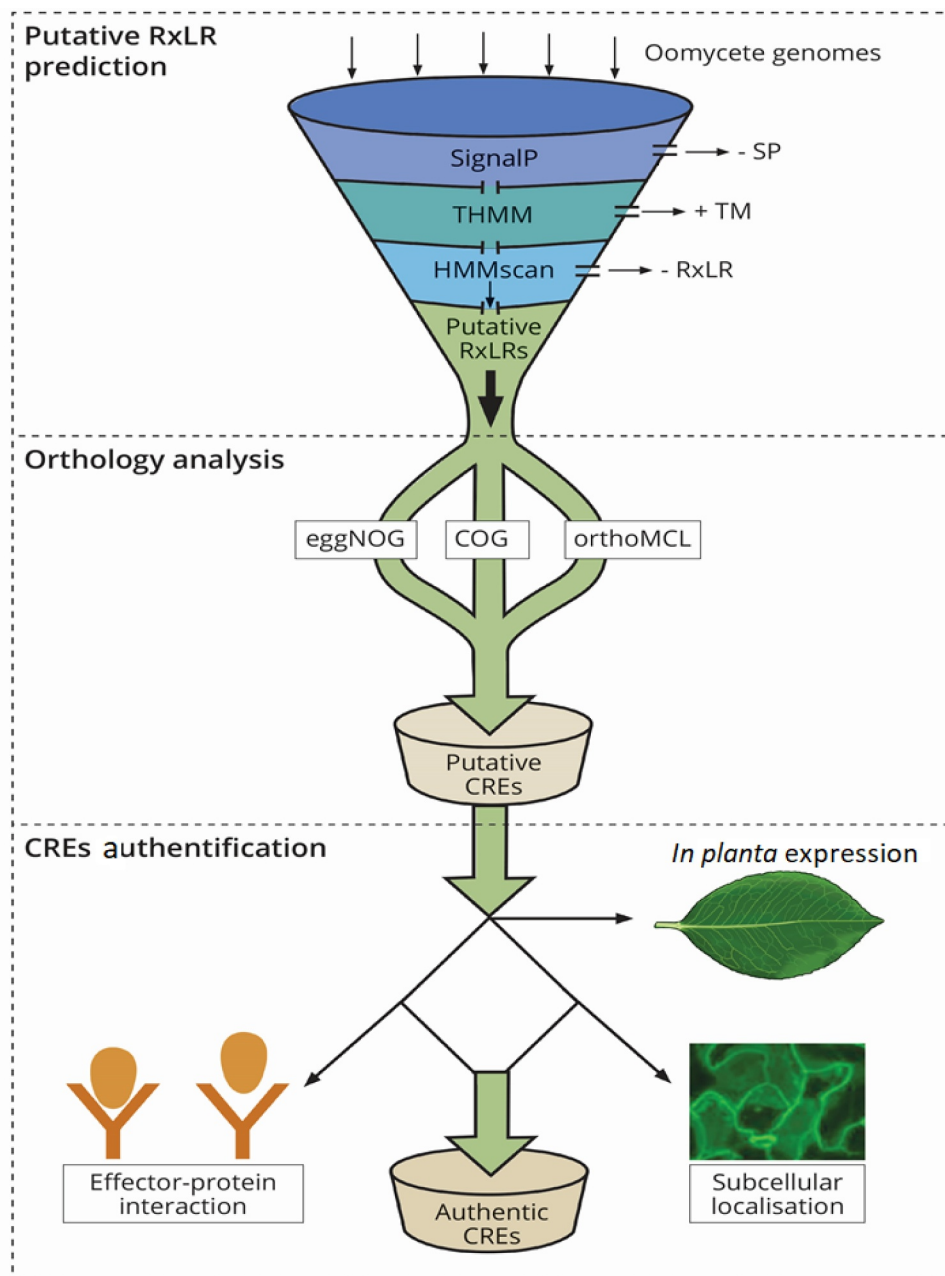 Putative RxLR
prediction
Oomycete genomes
SignalP
- SP
THMM
+ TM
HMMscan
- RxLR
Putative
RxLRs
Orthology analysis
eggNOG
COG
orthoMCL
Putative
CREs
CREs authentification
In planta expression
Effector-protein
interaction
Subcellular
localisation
Authentic
CREs